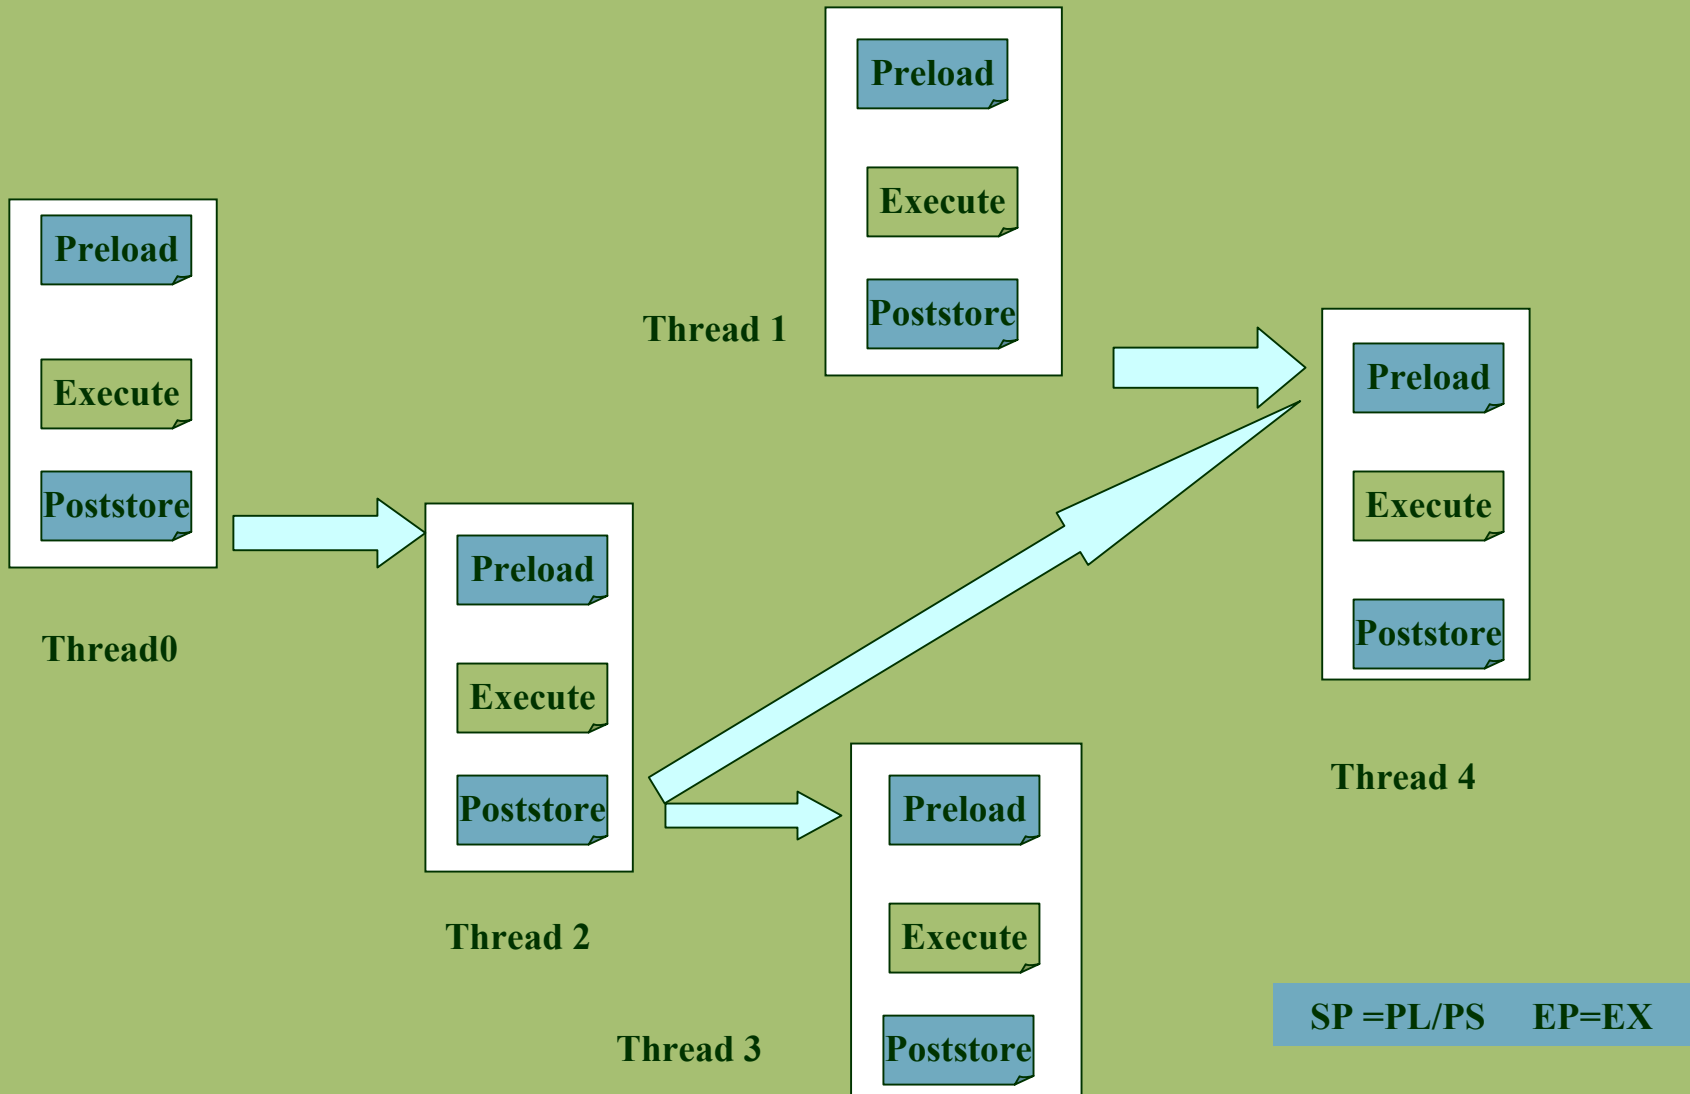 Preload
Execute
Poststore
Thread0
Preload
Execute
Poststore
Thread 1
Preload
Execute
Poststore
Thread 2
Preload
Execute
Poststore
Thread 3
Preload
Execute
Poststore
Thread 4
SP =PL/PS EP=EX